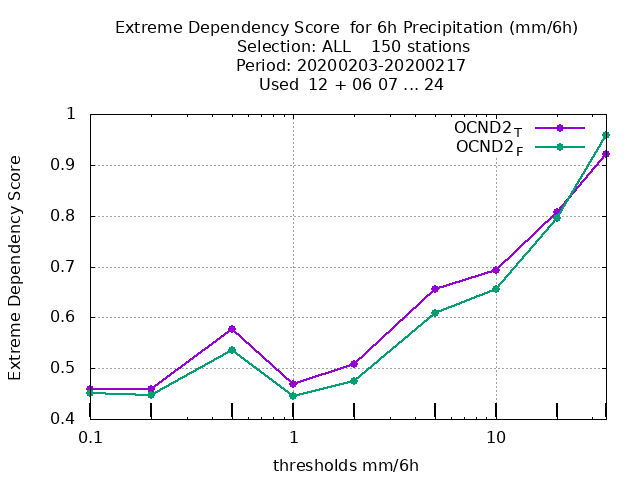 Extreme Dependency Score  for 6h Precipitation (mm/6h)
Selection: ALL    150 stations
Period: 20200203-20200217
Used  12 + 06 07 ... 24
OCND2_T
OCND2_F
Extreme Dependency Score
1
0.9
0.8
0.7
0.6
0.5
0.4
0.1 1 10
thresholds mm/6h